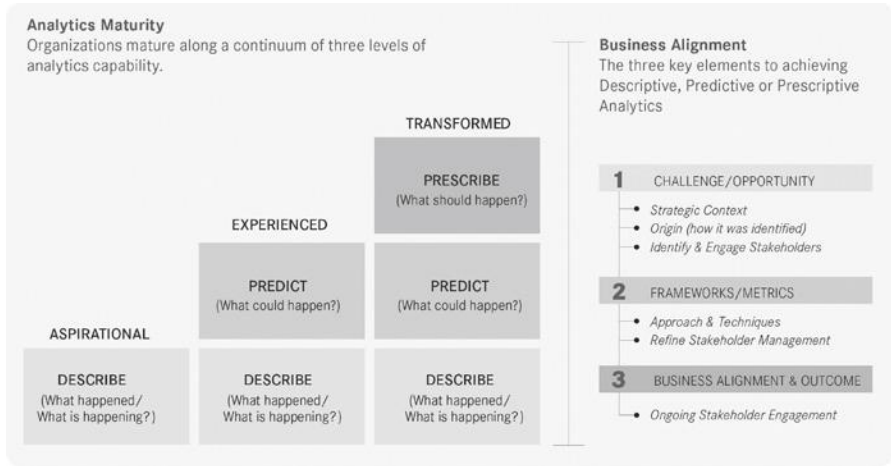 Analytics Maturity
Organizations mature along a continuum of three levels of
analytics capability.
TRANSFORMED
PRESCRIBE
(What should happen?)
EXPERIENCED
PREDICT
(What could happen?)
PREDICT
(What could happen?)
ASPIRATIONAL
DESCRIBE
(What happened/
What is happening?)
DESCRIBE
(What happened/
What is happening?)
DESCRIBE
(What happened/
What is happening?)
Business Alignment
The three key elements to achieving
Descriptive, Predictive or Prescriptive
Analytics
1 CHALLENGE/OPPORTUNITY
• Strategic Context
• Origin (how it was identified)
• Identify & Engage Stakeholders
2 FRAMEWORKS/METRICS
• Approach & Techniques
• Refine Stakeholder Management
3 BUSINESS ALIGNMENT & OUTCOME
• Ongoing Stakeholder Engagement